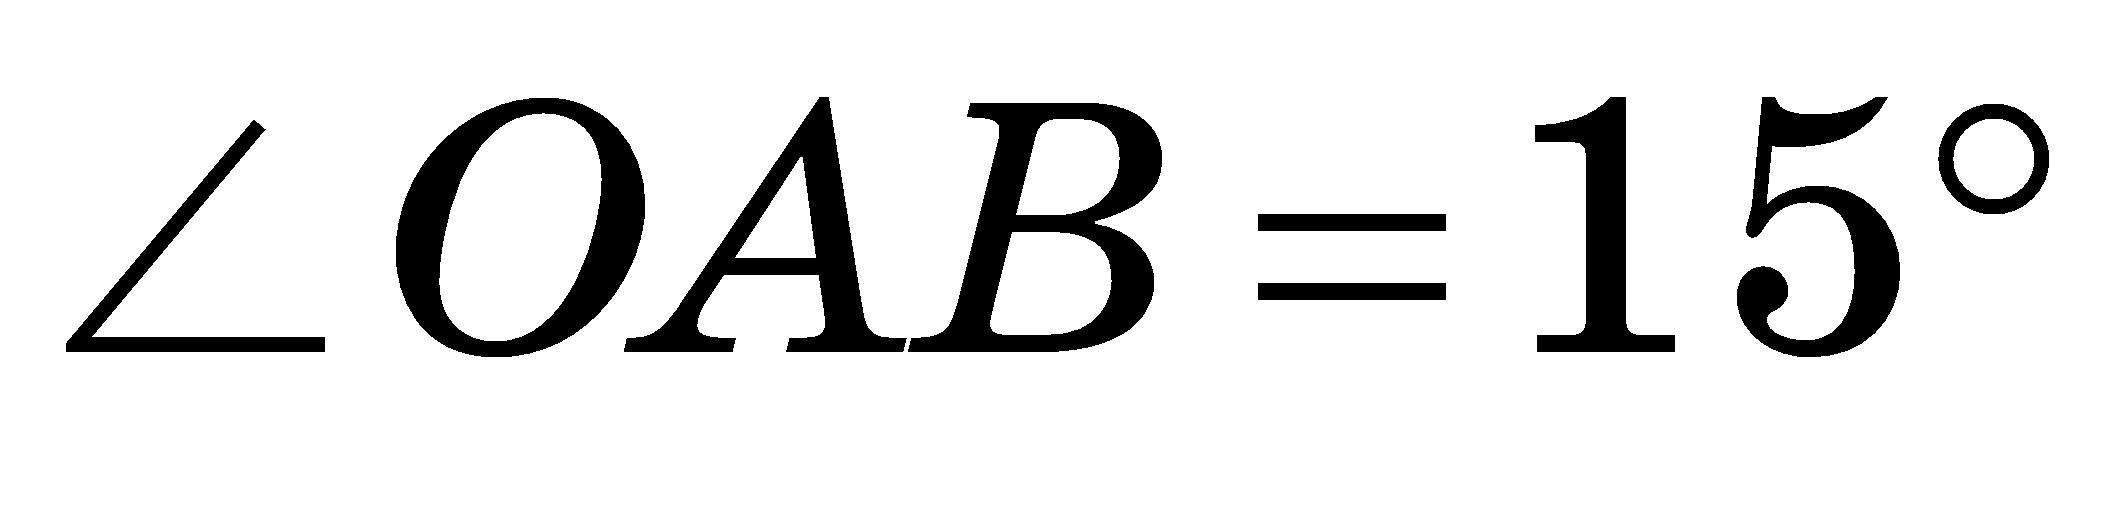 ∠OAB = 15°